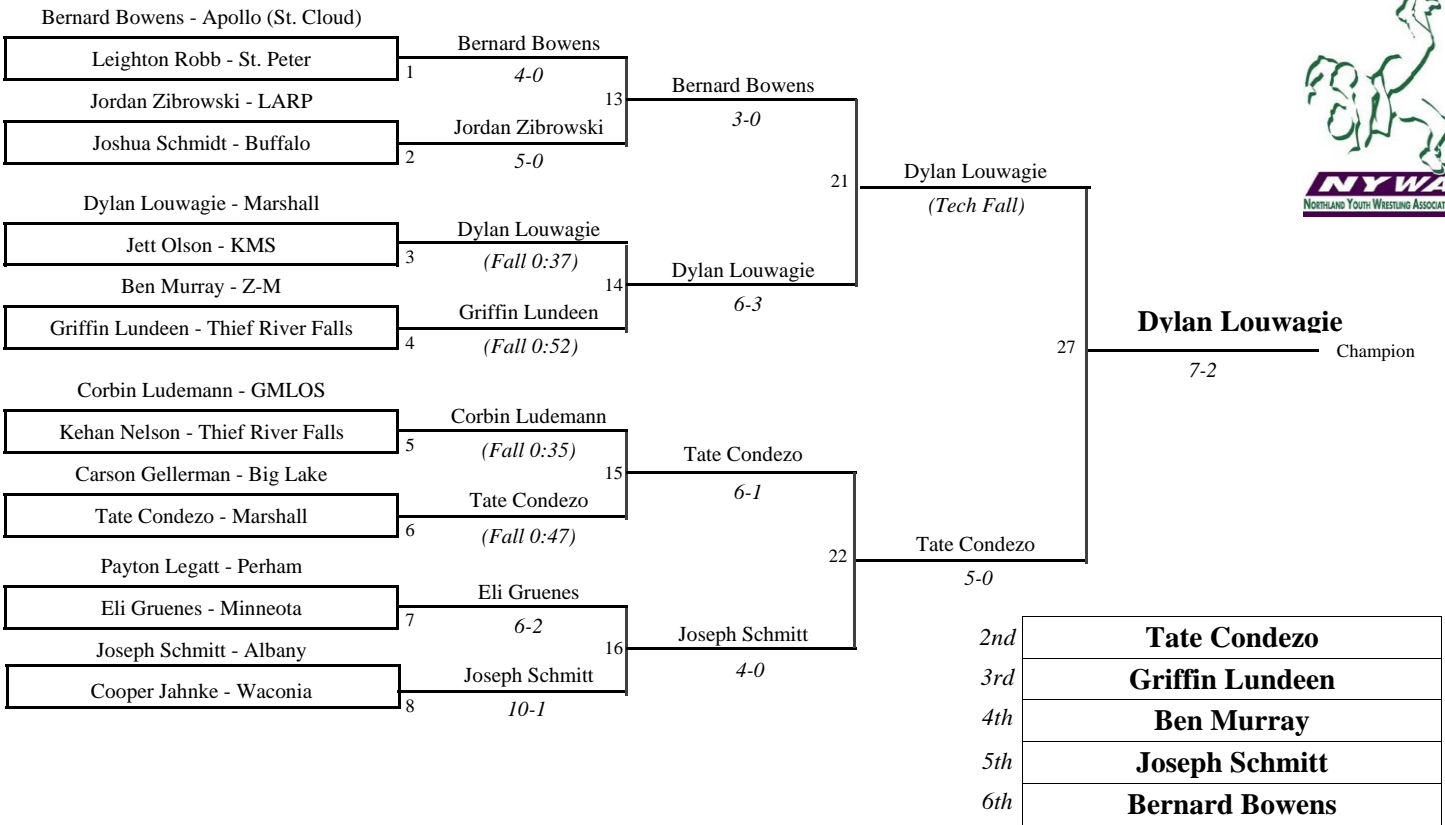 Bernard Bowens - Apollo (St. Cloud)
Leighton Robb - St. Peter
1
Jordan Zibrowski - LARP
Joshua Schmidt - Buffalo
2
Dylan Louwagie - Marshall
Jett Olson - KMS
3
Ben Murray - Z-M
Griffin Lundeen - Thief River Falls
4
Corbin Ludemann - GMLOS
Kehan Nelson - Thief River Falls
5
Carson Gellerman - Big Lake
Tate Condezo - Marshall
6
Payton Legatt - Perham
Eli Gruenes - Minneota
7
Joseph Schmitt - Albany
Cooper Jahnke - Waconia
8
Bernard Bowens
4-0
13
Jordan Zibrowski
5-0
Dylan Louwagie
(Fall 0:37)
14
Griffin Lundeen
(Fall 0:52)
Corbin Ludemann
(Fall 0:35)
15
Tate Condezo
(Fall 0:47)
Eli Gruenes
6-2
16
Joseph Schmitt
10-1
Bernard Bowens
3-0
21
Dylan Louwagie
6-3
Tate Condezo
6-1
22
Joseph Schmitt
4-0
Dylan Louwagie
(Tech Fall)
27
Tate Condezo
5-0
Dylan Louwagie
Champion
7-2
NYWA
NORTHLAND YOUTH WRESTLING
2nd Tate Condezo
3rd Griffin Lundeen
4th Ben Murray
5th Joseph Schmitt
6th Bernard Bowens